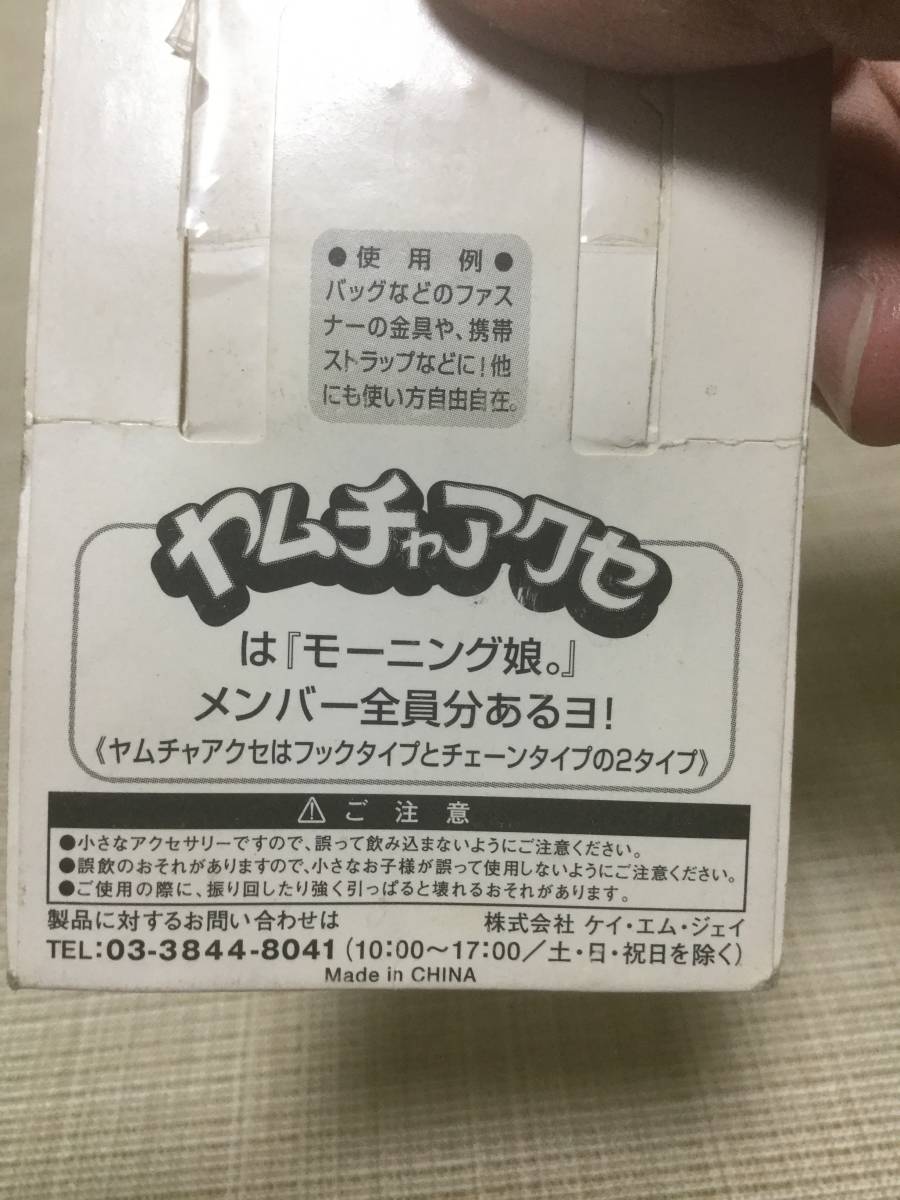 ●使用例●
バッグなどのファス
ナーの金具や、携帯
ストラップなどに!他
にも使い方自由自在。
ヤムチャアクセ
は『モーニング娘。』
メンバー全員分あるヨ!
《ヤムチャアクセはフックタイプとチェーンタイプの2タイプ》
⚠ご注意
●小さなアクセサリーですので、誤って飲み込まないようにご注意ください。
●誤飲のおそれがありますので、小さなお子様が誤って使用しないようにご注意ください。
●ご使用の際に、振り回したり強く引っぱると壊れるおそれがあります。
製品に対するお問い合わせは 株式会社 ケイ・エム・ジェイ
TEL:03-3844-8041(10:00〜17:00/土・日・祝日を除く)
Made in CHINA